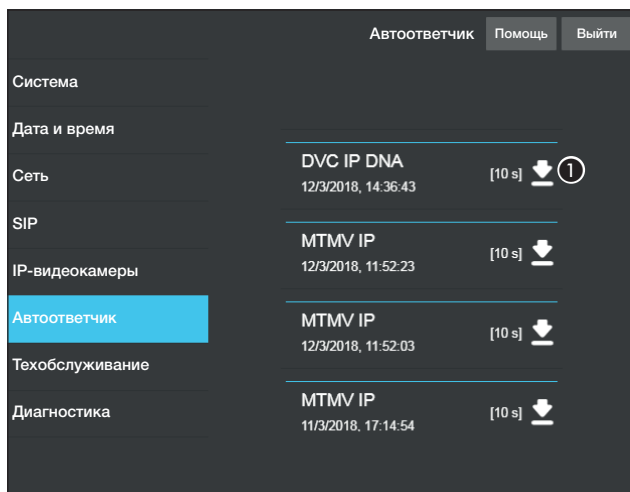 Автоответчик Помощь Выйти
Система
Дата и время
Сеть
SIP
IP-видеокамеры
Автоответчик
Техобслуживание
Диагностика
DVC IP DNA
12/3/2018, 14:36:43
[10 s] ①
MTMV IP
12/3/2018, 11:52:23
[10 s]
MTMV IP
12/3/2018, 11:52:03
[10 s]
MTMV IP
11/3/2018, 17:14:54
[10 s]